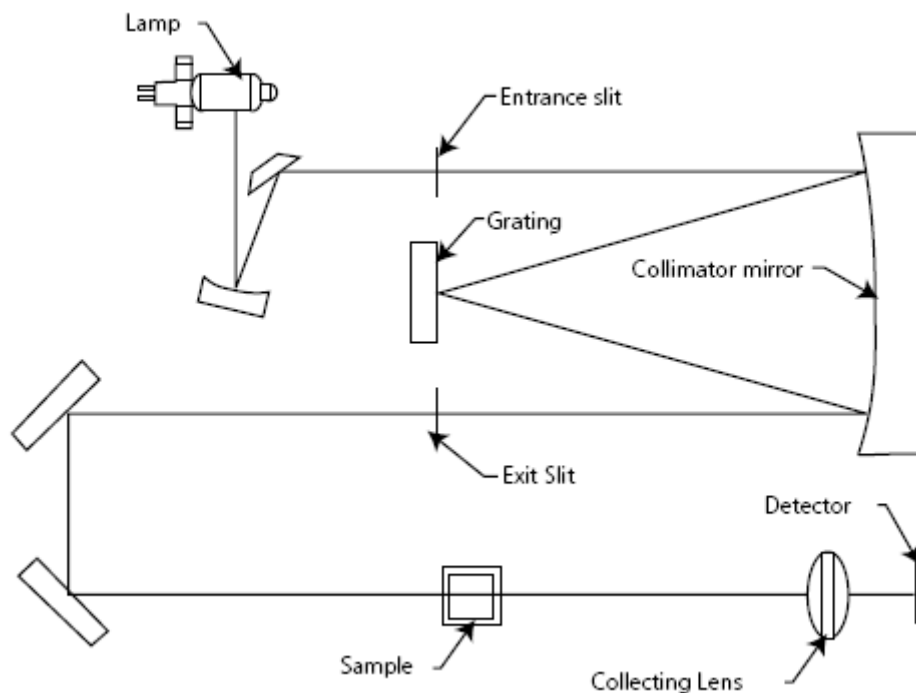 Lamp
Entrance slit
Grating
Collimator mirror
Exit Slit
Detector
Sample
Collecting Lens